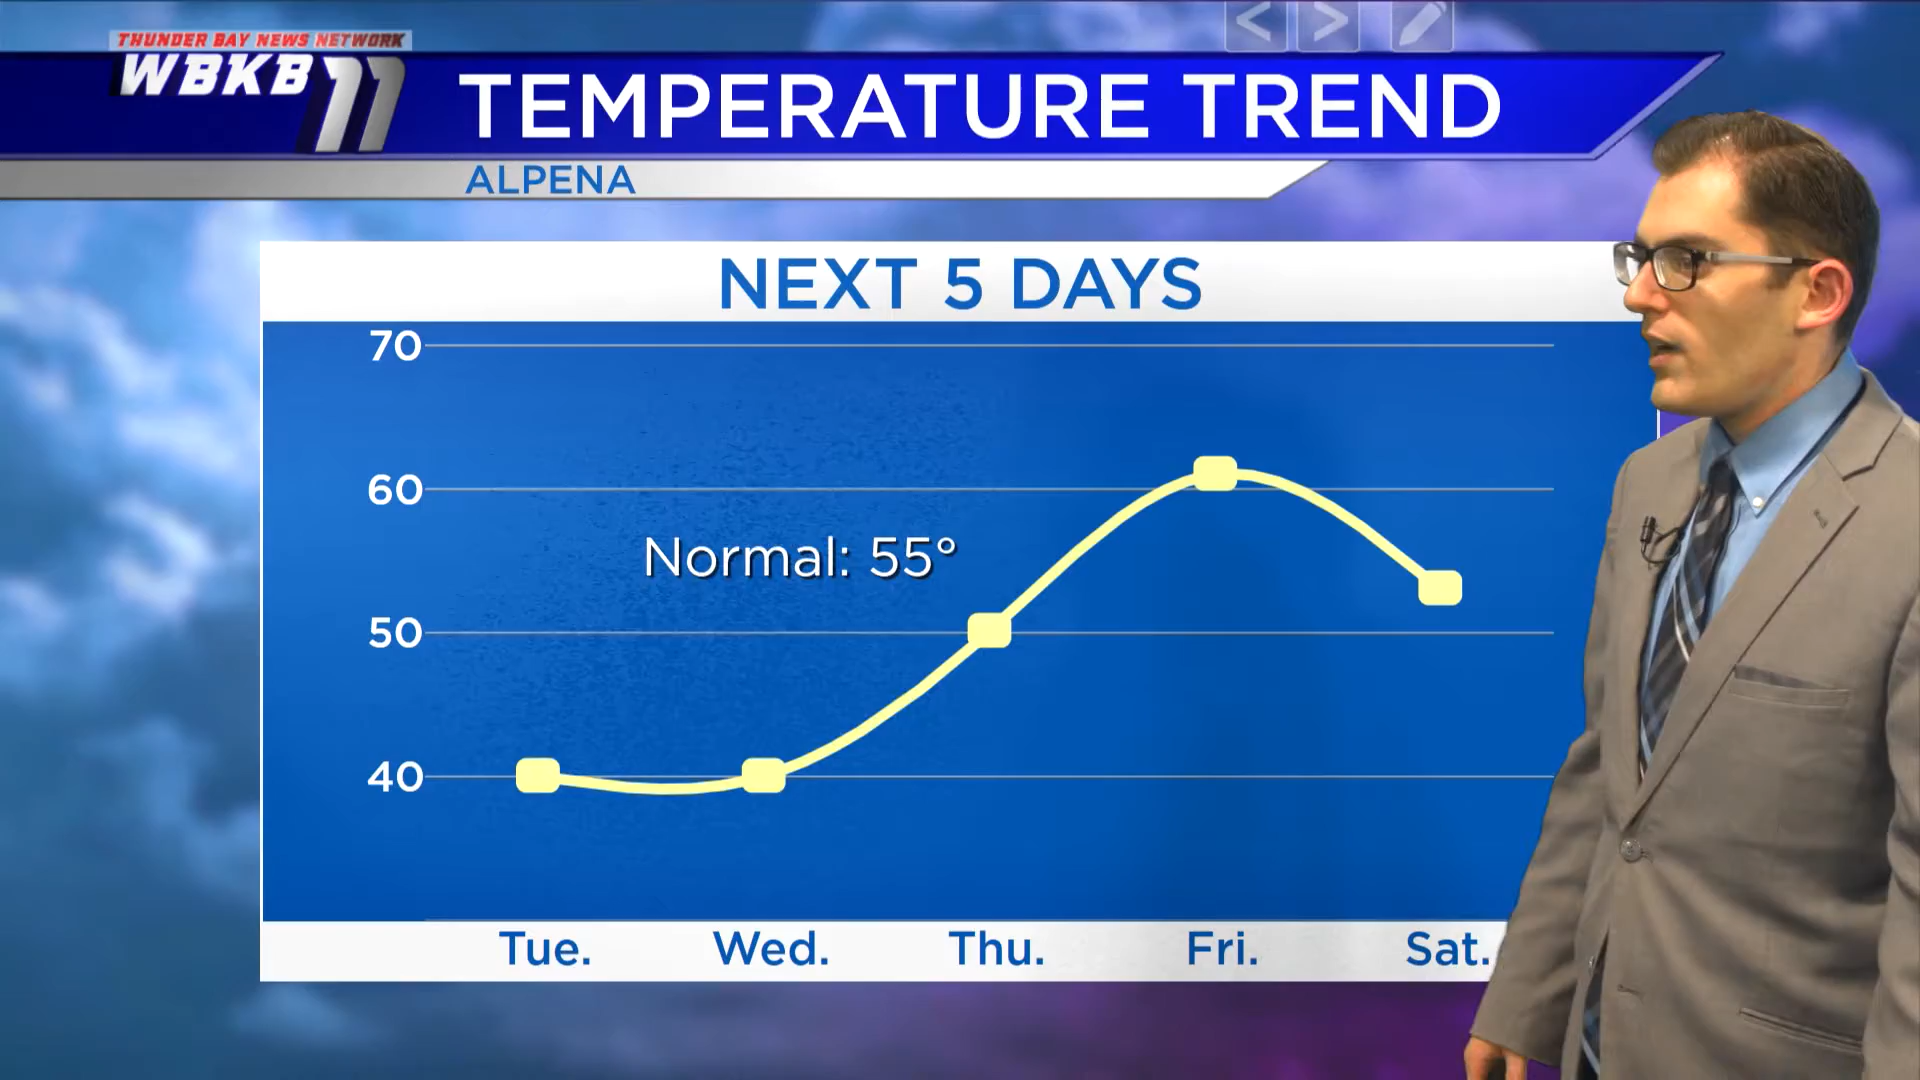 THUNDER BAY NEWS NETWORK
WBKB 11
TEMPERATURE TREND
ALPENA
NEXT 5 DAYS
70
60
Normal: 55°
50
40
Tue. Wed. Thu. Fri. Sat.